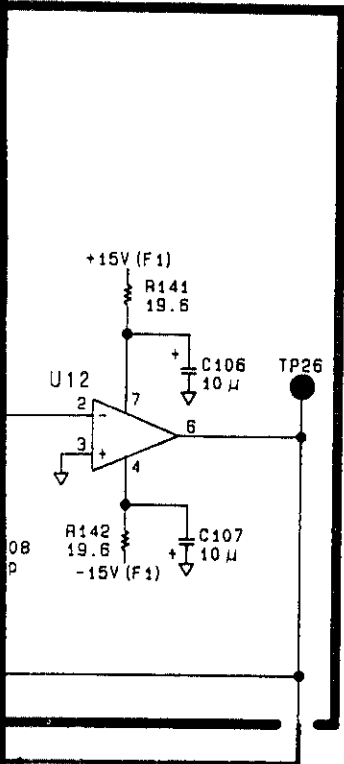 +15V(F1)
R141
19.6
+
C106
10 μ
TP26
U12
7
2
-
6
3
+
4
R142
19.6
-15V(F1)
+
C107
10 μ
08
p